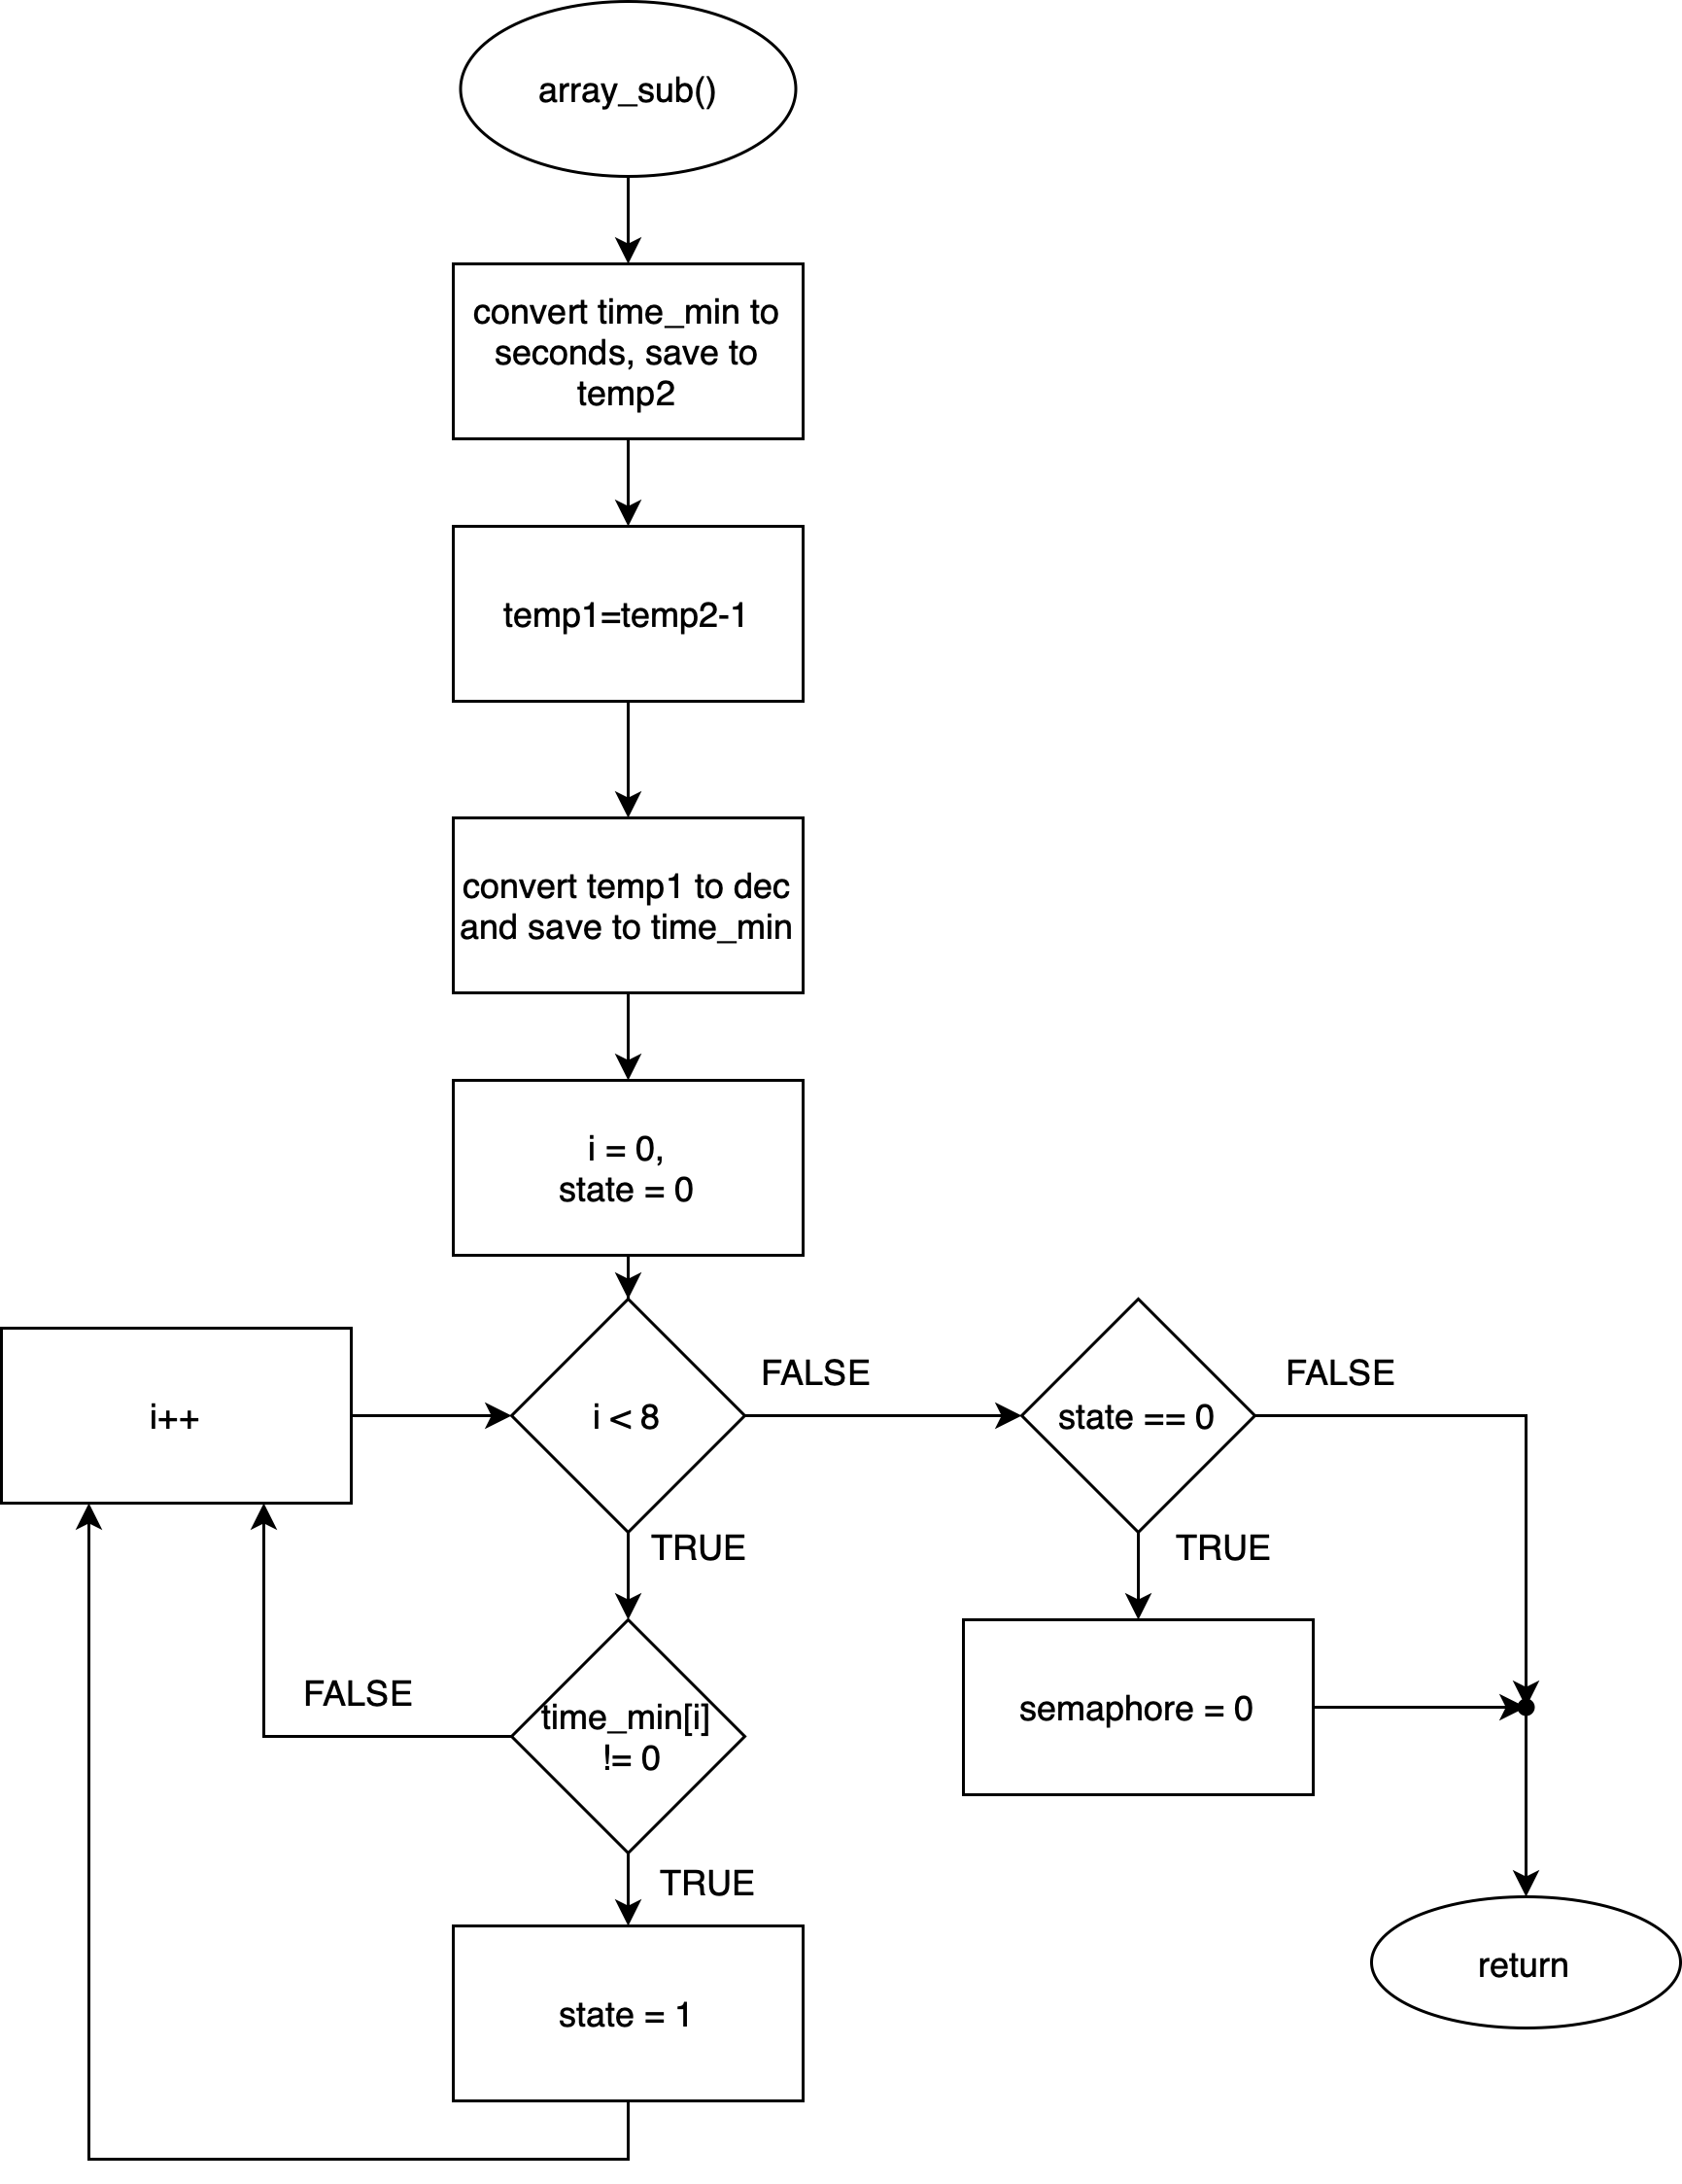 array_sub()
convert time_min to
seconds, save to
temp2
temp1=temp2-1
convert temp1 to dec
and save to time_min
i = 0,
state = 0
i++
i < 8
FALSE
state == 0
FALSE
TRUE
TRUE
FALSE
time_min[i]
!= 0
semaphore = 0
TRUE
state = 1
return